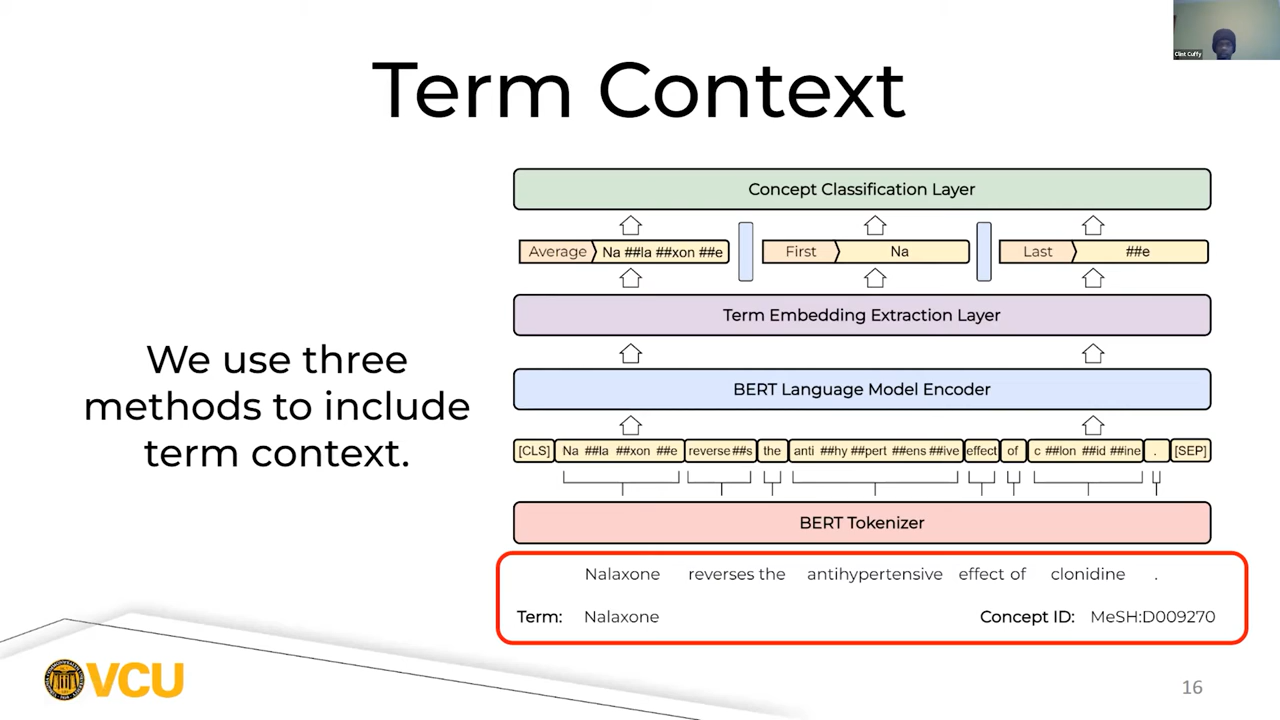 Clint Cuffy
Term Context
Concept Classification Layer
Average Na ##la ##xon ##e First Na Last ##e
Term Embedding Extraction Layer
We use three
methods to include
term context.
BERT Language Model Encoder
[CLS] Na ##la ##xon ##e reverse ##s the anti ##hy ##pert ##ens ##ive effect of c ##lon ##id ##ine . [SEP]
BERT Tokenizer
Nalaxone reverses the antihypertensive effect of clonidine .
Term: Nalaxone Concept ID: MeSH:D009270
VCU
16